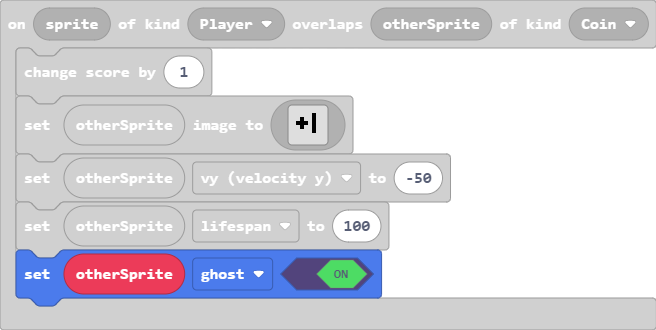 on sprite of kind Player overlaps otherSprite of kind Coin
change score by 1
set otherSprite image to +1
set otherSprite vy (velocity y) to -50
set otherSprite lifespan to 100
set otherSprite ghost ON